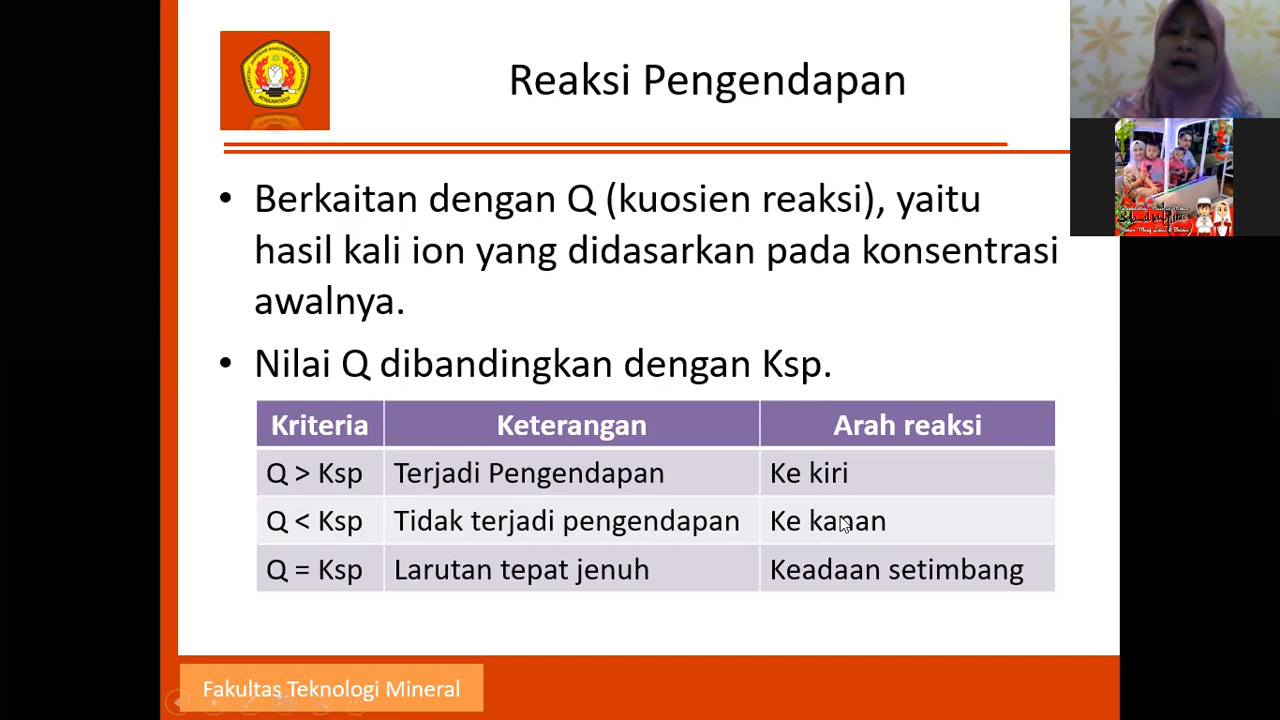 Reaksi Pengendapan
• Berkaitan dengan Q (kuosien reaksi), yaitu
hasil kali ion yang didasarkan pada konsentrasi
awalnya.
• Nilai Q dibandingkan dengan Ksp.
Kriteria Keterangan Arah reaksi
Q > Ksp Terjadi Pengendapan Ke kiri
Q < Ksp Tidak terjadi pengendapan Ke kanan
Q = Ksp Larutan tepat jenuh Keadaan setimbang
Fakultas Teknologi Mineral